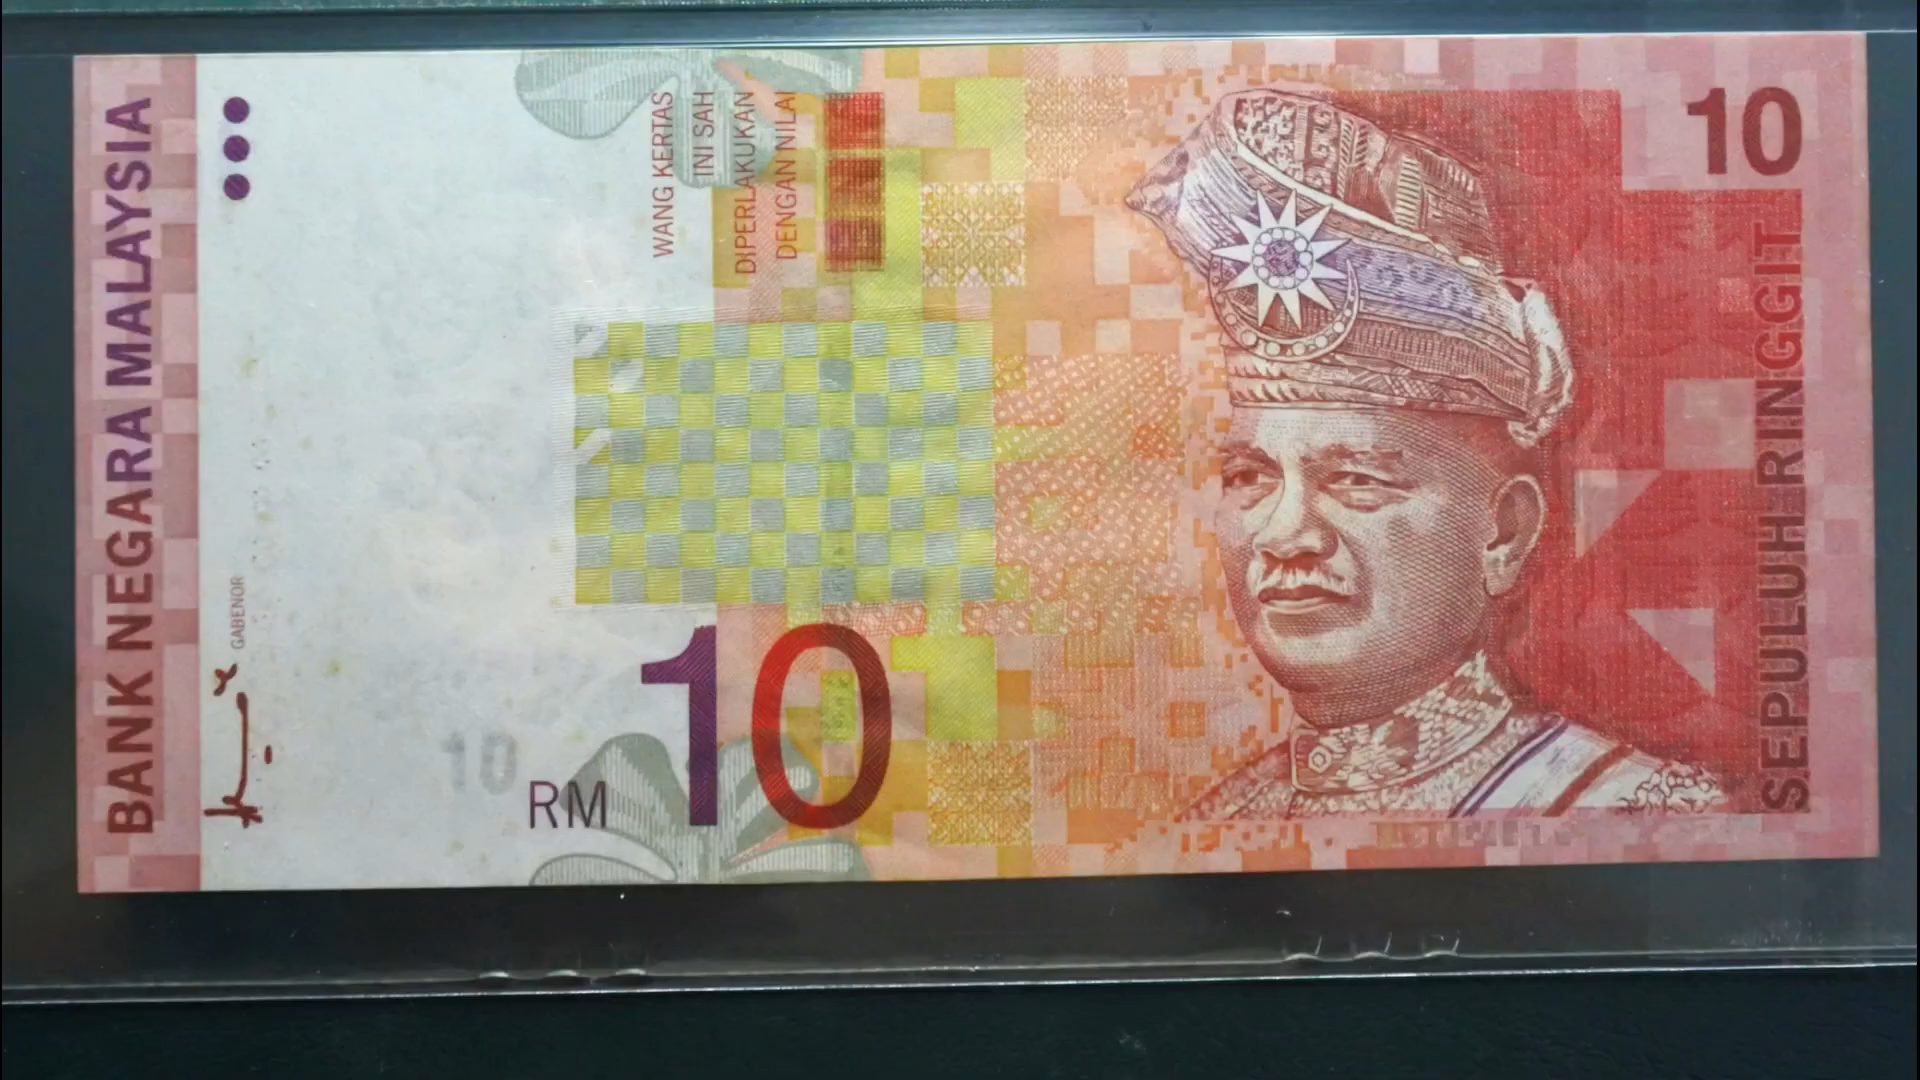 BANK NEGARA MALAYSIA
GABENOR
WANG KERTAS
INI SAH
DIPERLAKUKAN
DENGAN NILAI
10
RM 10
10
SEPULUH RINGGIT